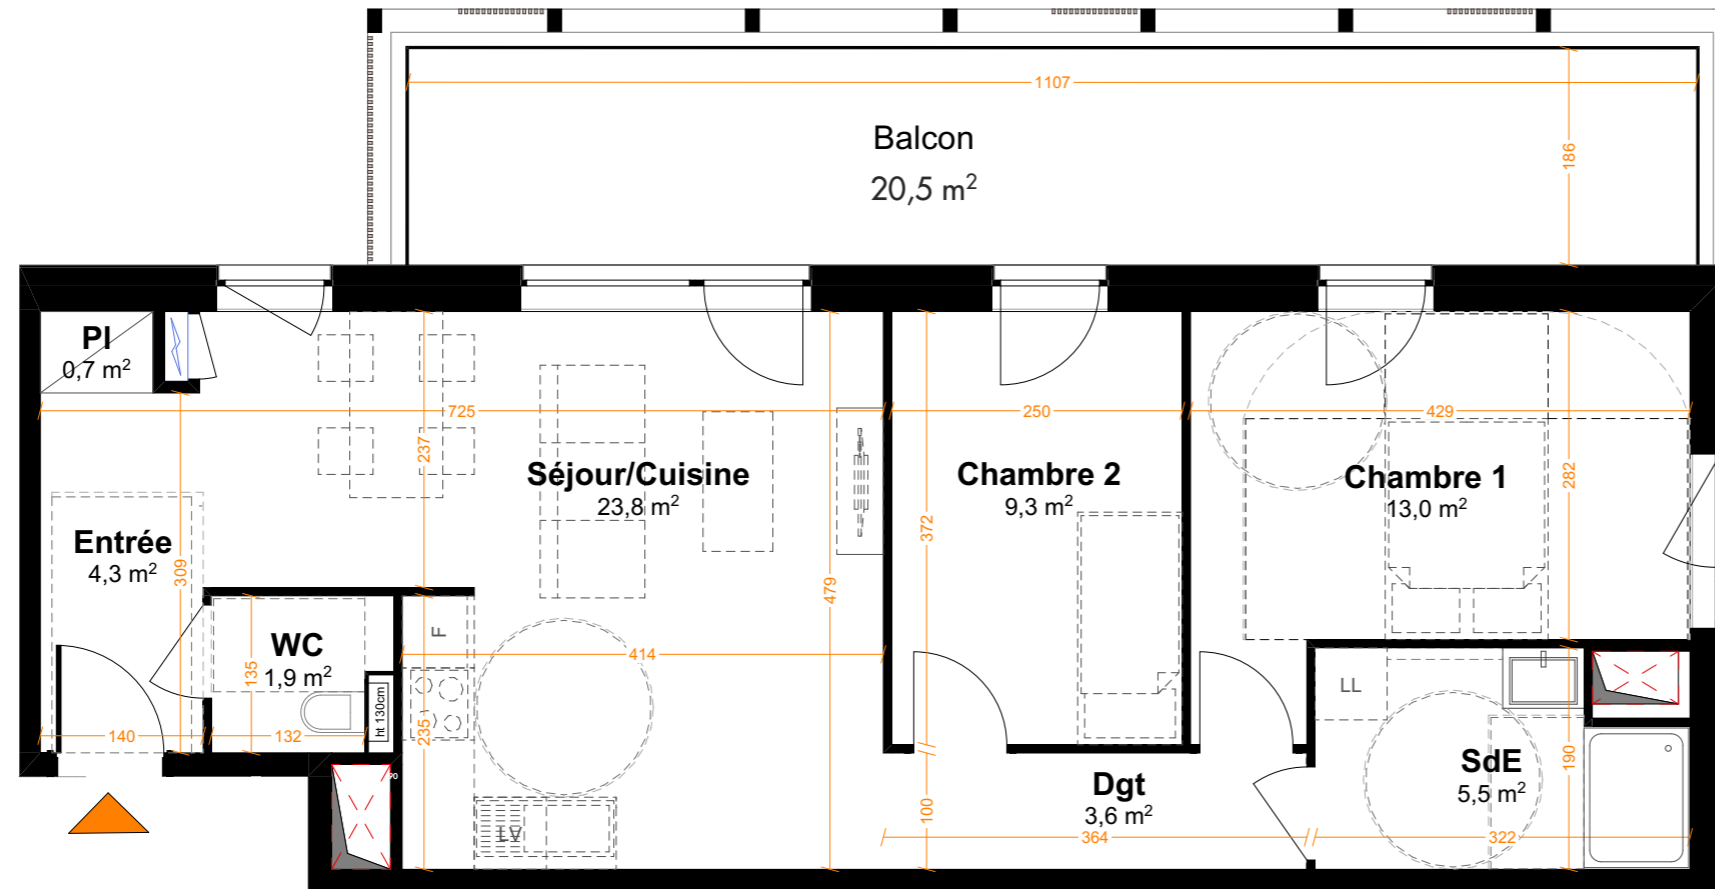 1107
186
Balcon
20,5 m²
Pl
0,7 m²
725
250
429
237
Séjour/Cuisine
23,8 m²
Chambre 2
9,3 m²
Chambre 1
13,0 m²
282
372
Entrée
4,3 m²
309
479
WC
1,9 m²
135
F
414
LL
ht 130cm
140
132
235
SdE
5,5 m²
190
Dgt
3,6 m²
100
LV
364
322